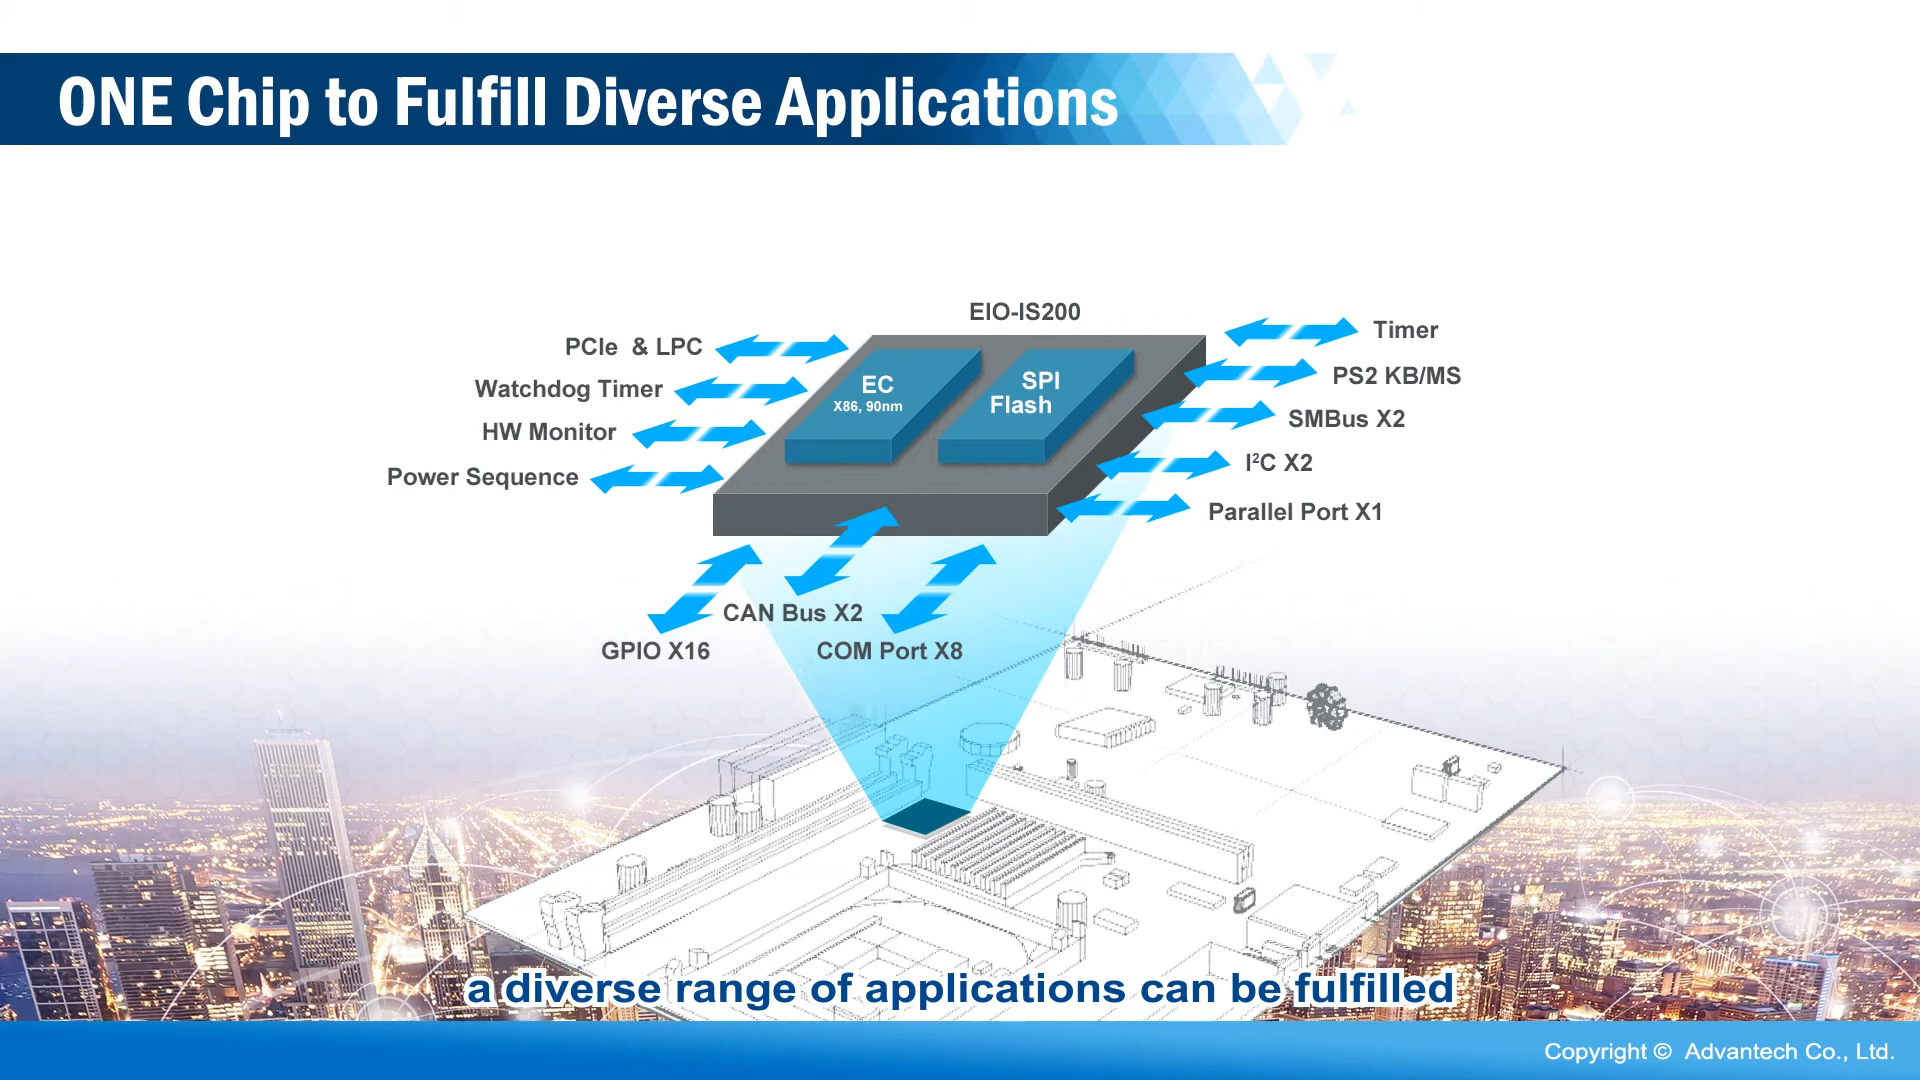 ONE Chip to Fulfill Diverse Applications
EIO-IS200
PCIe & LPC
Watchdog Timer
HW Monitor
Power Sequence
EC
X86, 90nm
SPI
Flash
Timer
PS2 KB/MS
SMBus X2
I²C X2
Parallel Port X1
CAN Bus X2
GPIO X16
COM Port X8
a diverse range of applications can be fulfilled
Copyright © Advantech Co., Ltd.